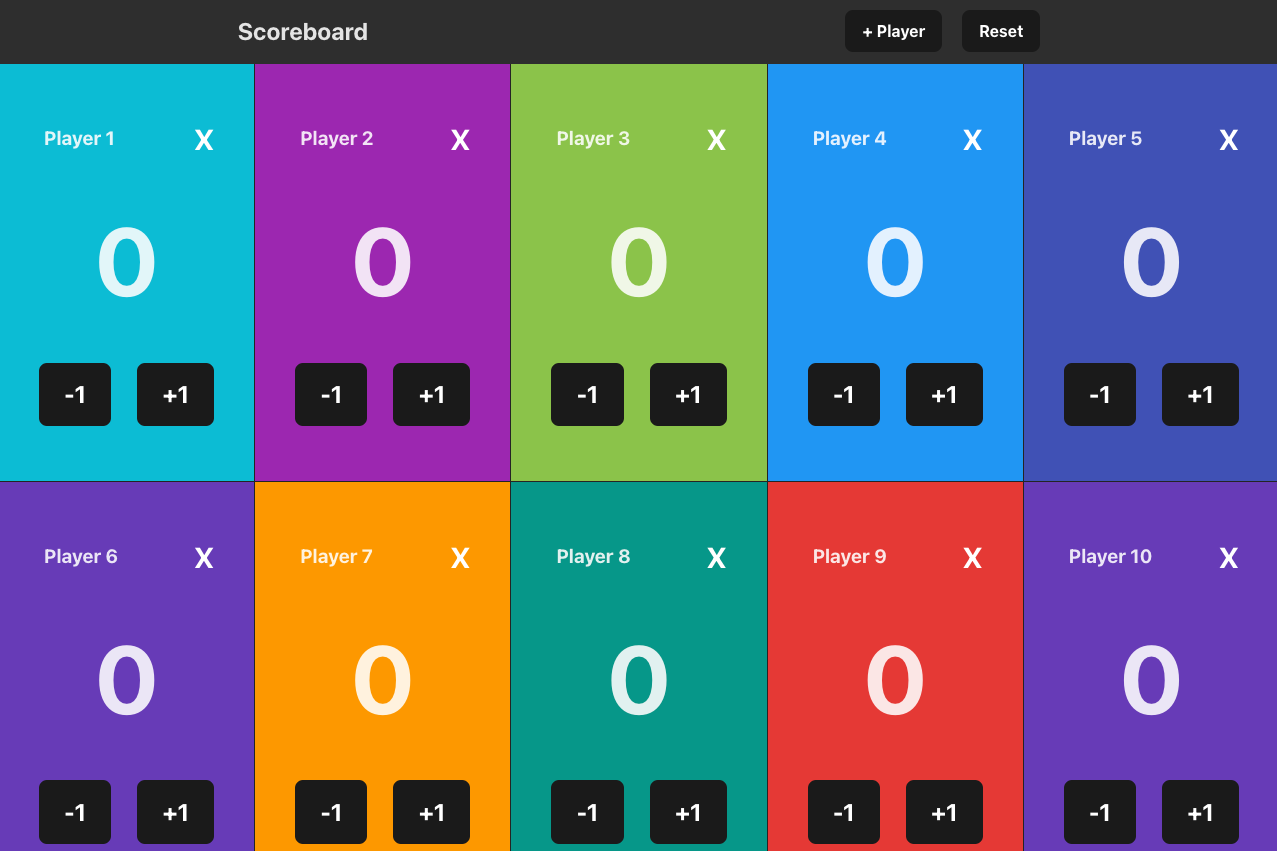 Scoreboard + Player Reset
Player 1 X Player 2 X Player 3 X Player 4 X Player 5 X
0 0 0 0 0
-1 +1 -1 +1 -1 +1 -1 +1 -1 +1
Player 6 X Player 7 X Player 8 X Player 9 X Player 10 X
0 0 0 0 0
-1 +1 -1 +1 -1 +1 -1 +1 -1 +1